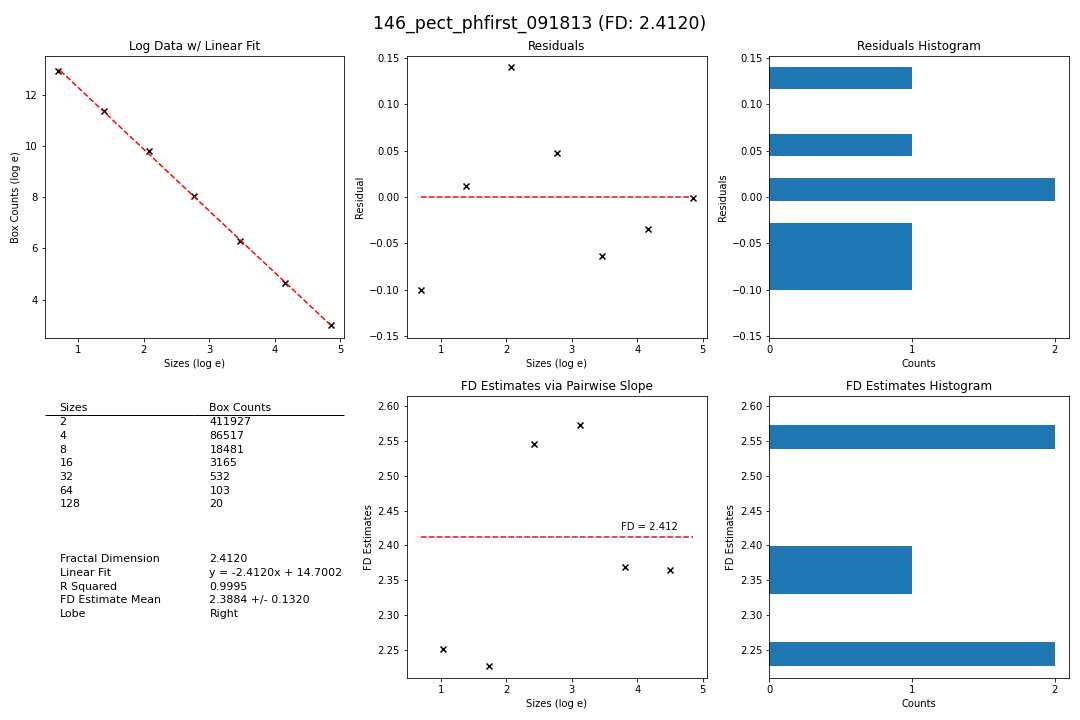 146_pect_phfirst_091813 (FD: 2.4120)
Log Data w/ Linear Fit
12
10
8
6
4
Box Counts (log e)
1 2 3 4 5
Sizes (log e)
Residuals
0.15
0.10
0.05
0.00
−0.05
−0.10
−0.15
Residual
1 2 3 4 5
Sizes (log e)
Residuals Histogram
0.15
0.10
0.05
0.00
−0.05
−0.10
−0.15
Residuals
0 1 2
Counts
Sizes Box Counts
2 411927
4 86517
8 18481
16 3165
32 532
64 103
128 20
Fractal Dimension 2.4120
Linear Fit y = -2.4120x + 14.7002
R Squared 0.9995
FD Estimate Mean 2.3884 +/- 0.1320
Lobe Right
FD Estimates via Pairwise Slope
2.60
2.55
2.50
2.45
2.40
2.35
2.30
2.25
FD Estimates
FD = 2.412
1 2 3 4 5
Sizes (log e)
FD Estimates Histogram
2.60
2.55
2.50
2.45
2.40
2.35
2.30
2.25
FD Estimates
0 1 2
Counts